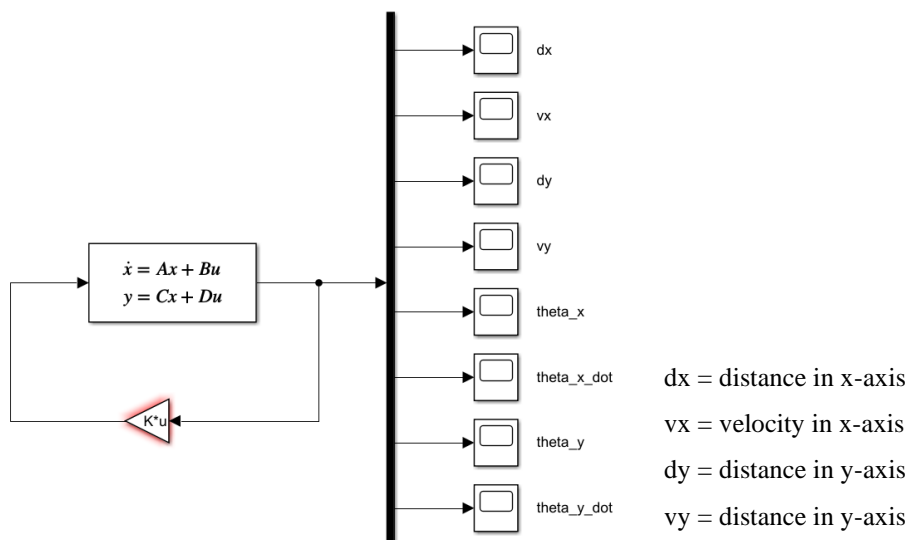 dx
vx
dy
vy
ẋ = Ax + Bu
y = Cx + Du
theta_x
theta_x_dot
theta_y
theta_y_dot
K*u
dx = distance in x-axis
vx = velocity in x-axis
dy = distance in y-axis
vy = distance in y-axis